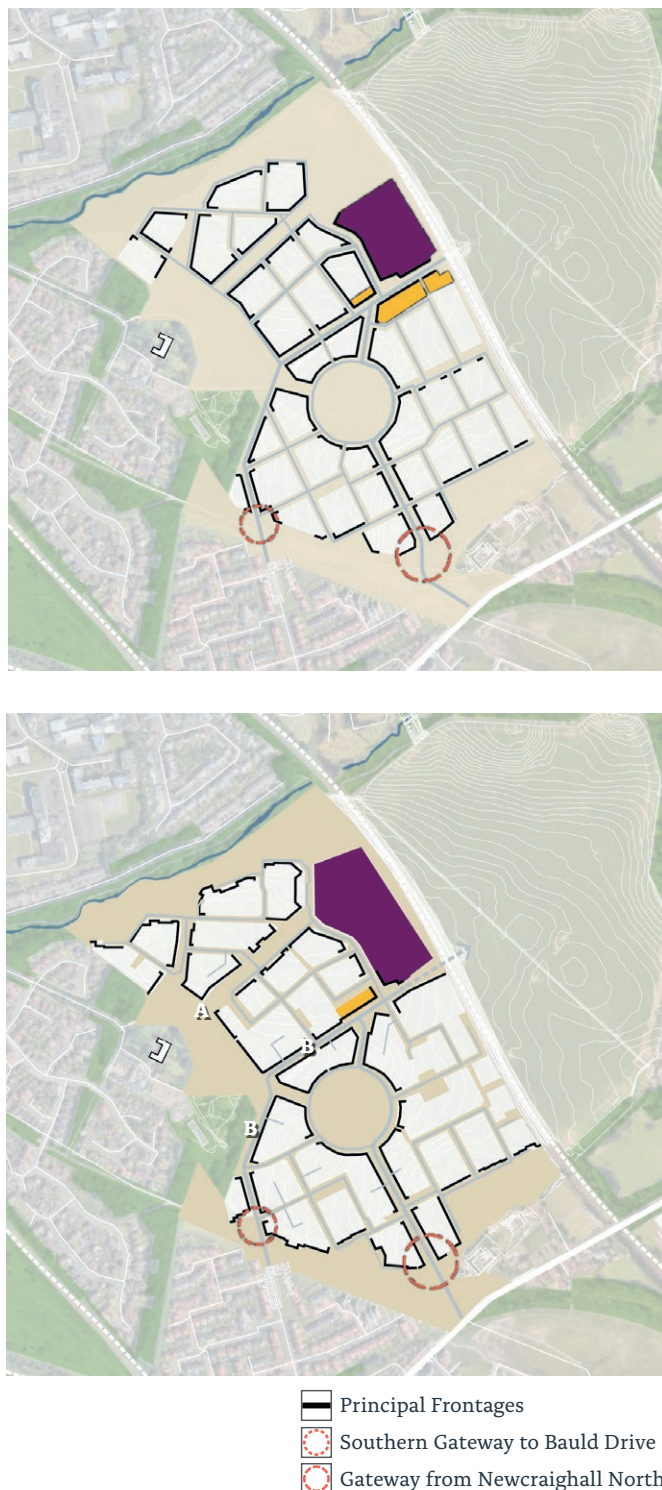 A
B
B
Principal Frontages
Southern Gateway to Bauld Drive
Gateway from Newcraighall North